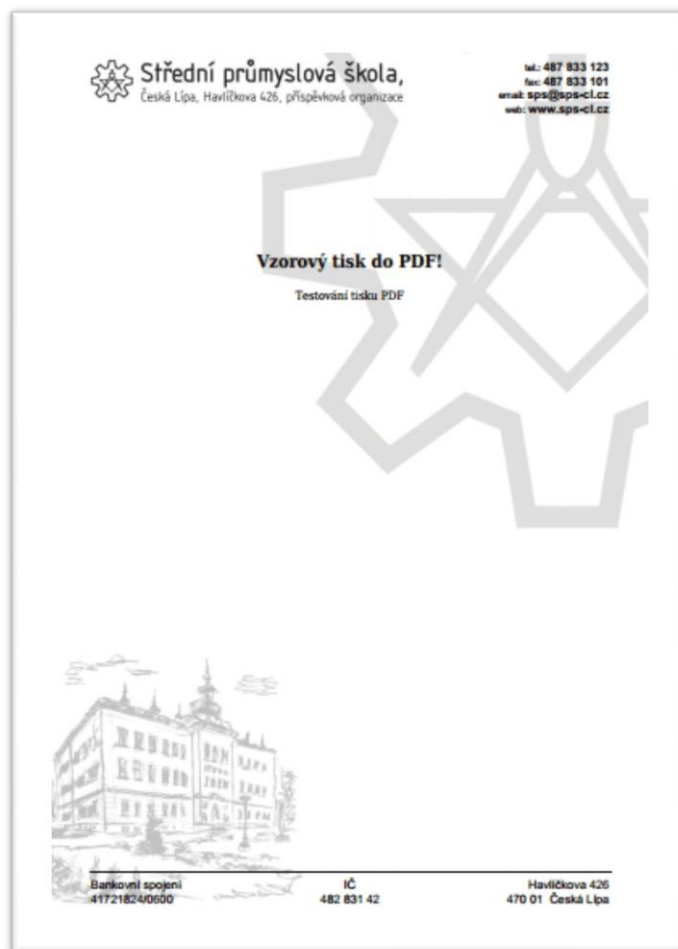 Střední průmyslová škola,
Česká Lípa, Havlíčkova 426, příspěvková organizace
tel.: 487 833 123
fax: 487 833 101
email: sps@sps-cl.cz
web: www.sps-cl.cz
Vzorový tisk do PDF!
Testování tisku PDF
Bankovní spojení
41721824/0600
IČ
482 831 42
Havlíčkova 426
470 01 Česká Lípa